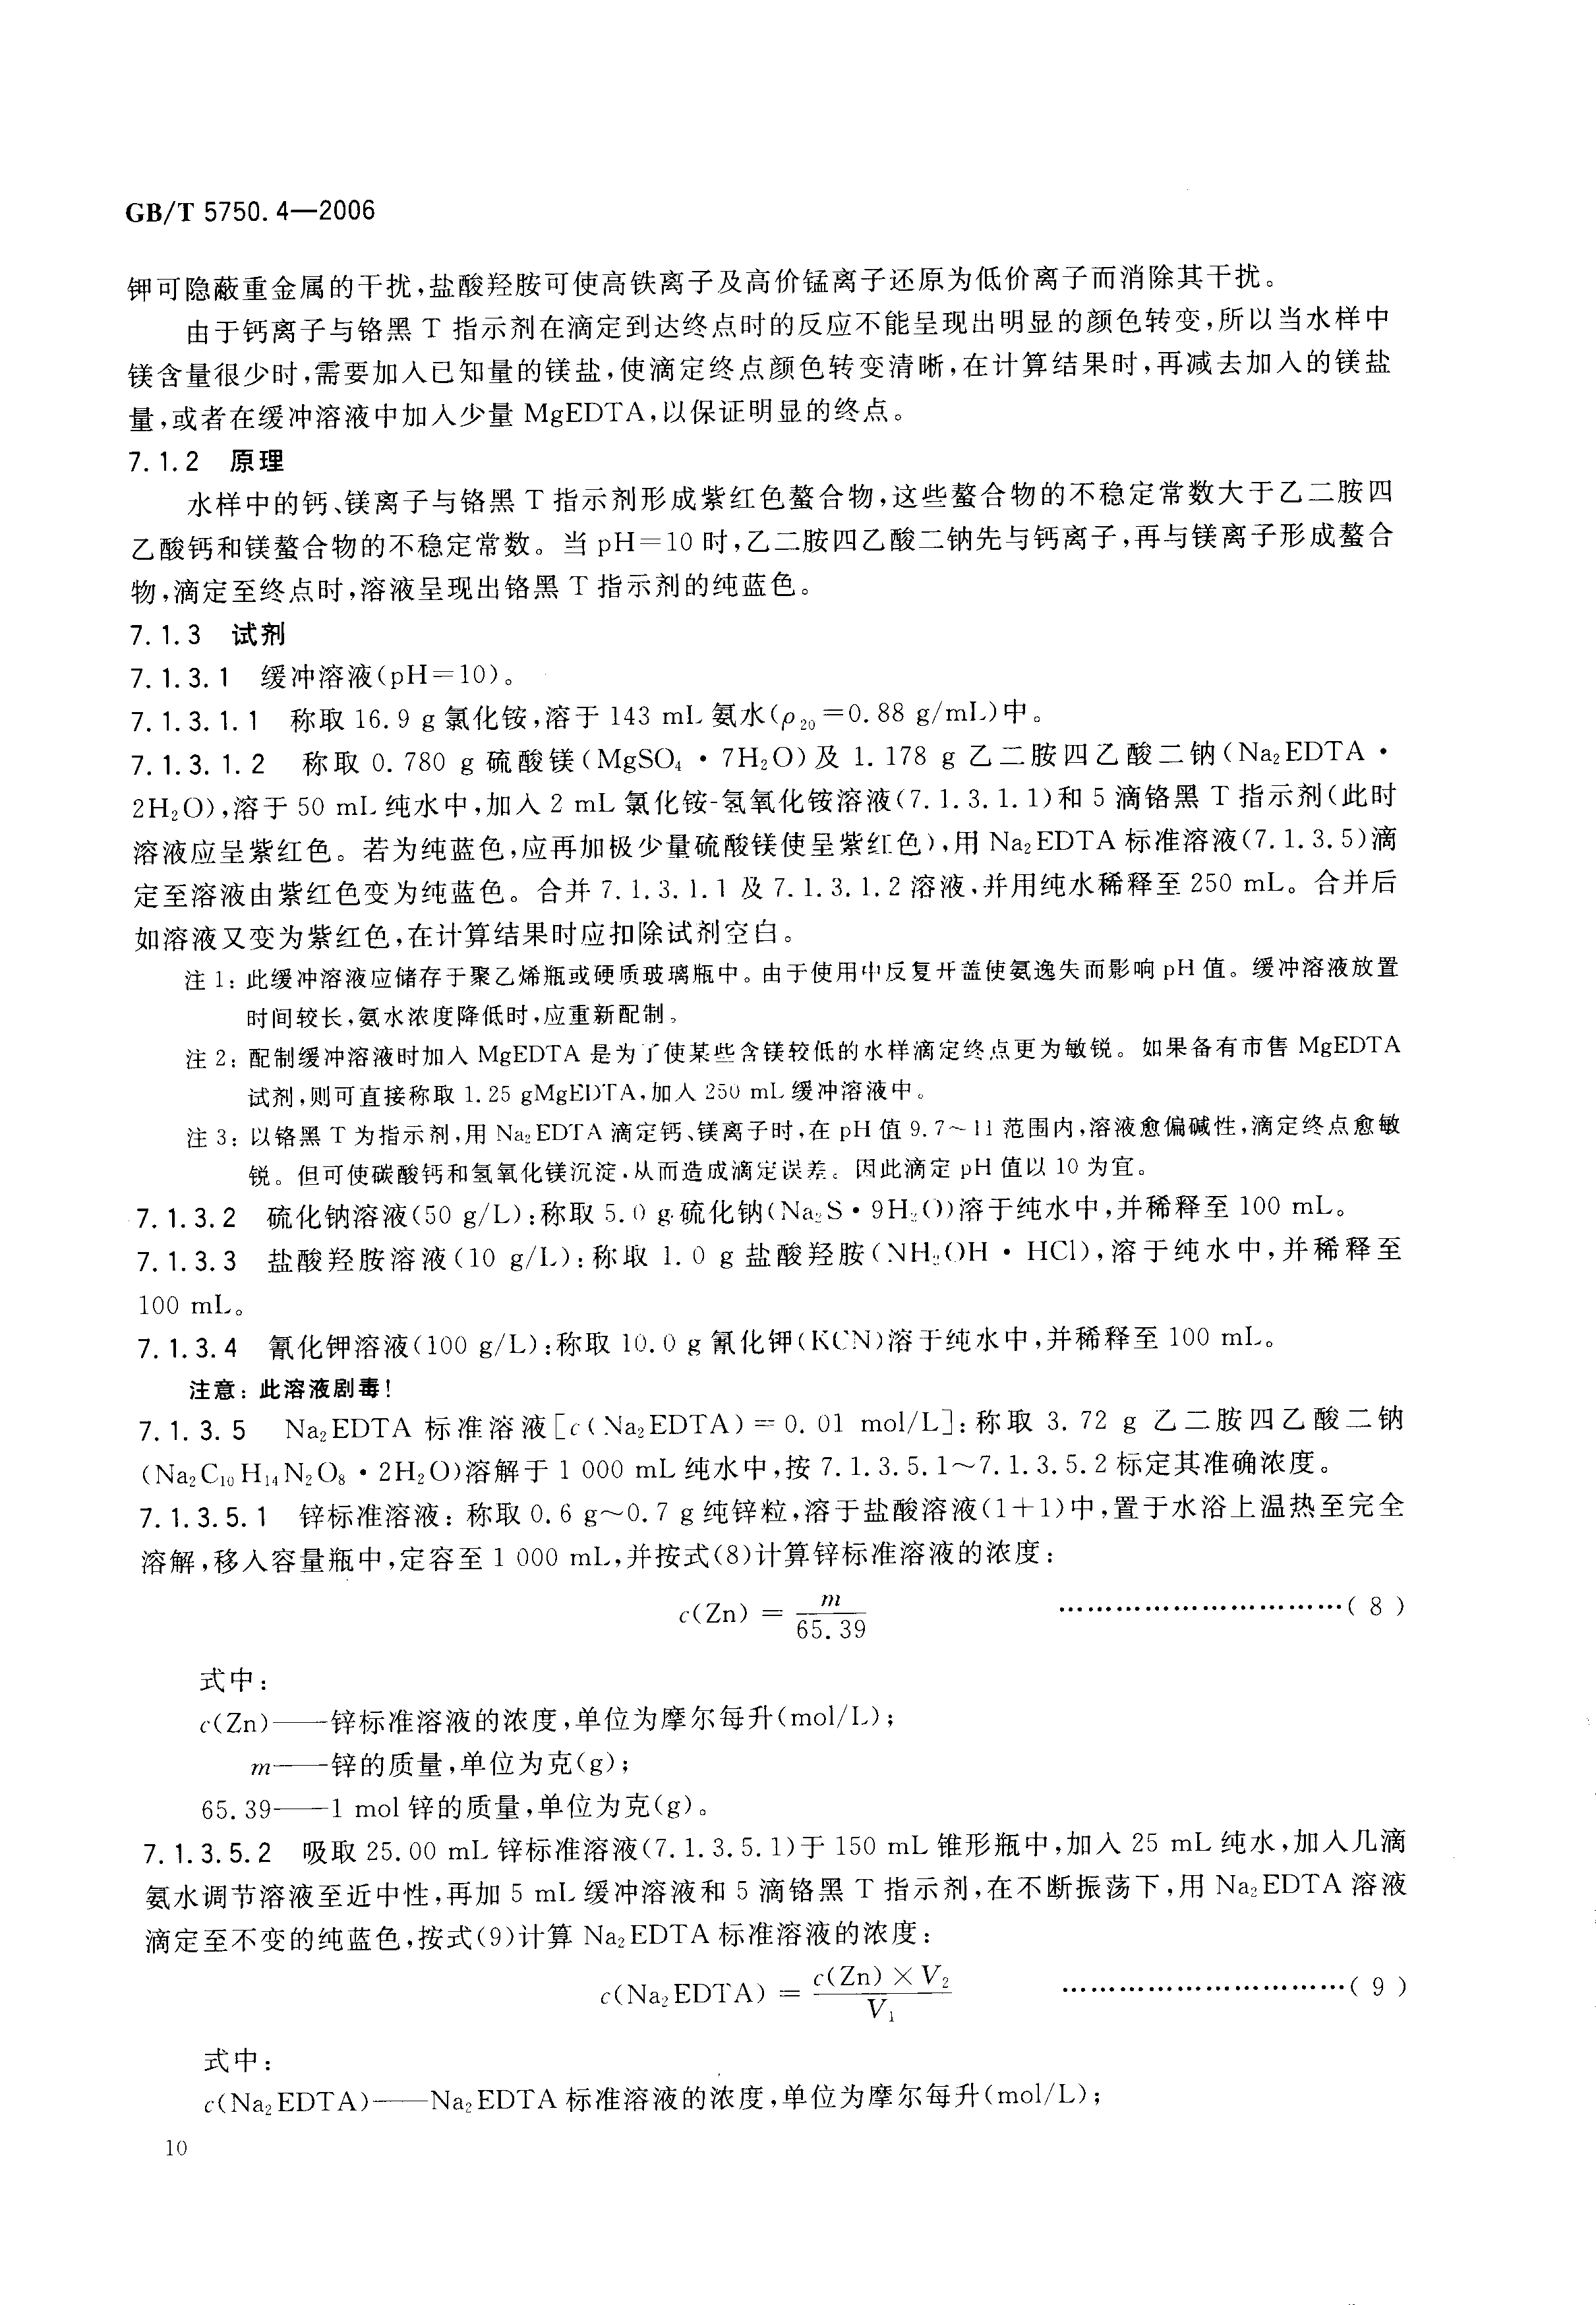 GB/T 5750.4—2006
钾可隐蔽重金属的干扰,盐酸羟胺可使高铁离子及高价锰离子还原为低价离子而消除其干扰。
由于钙离子与铬黑 T 指示剂在滴定到达终点时的反应不能呈现出明显的颜色转变,所以当水样中
镁含量很少时,需要加入已知量的镁盐,使滴定终点颜色转变清晰,在计算结果时,再减去加入的镁盐
量,或者在缓冲溶液中加入少量 MgEDTA,以保证明显的终点。
7.1.2 原理
水样中的钙、镁离子与铬黑 T 指示剂形成紫红色螯合物,这些螯合物的不稳定常数大于乙二胺四
乙酸钙和镁螯合物的不稳定常数。当 pH=10 时,乙二胺四乙酸二钠先与钙离子,再与镁离子形成螯合
物,滴定至终点时,溶液呈现出铬黑 T 指示剂的纯蓝色。
7.1.3 试剂
7.1.3.1 缓冲溶液(pH=10)。
7.1.3.1.1 称取 16.9 g 氯化铵,溶于 143 mL 氨水(ρ₂₀=0.88 g/mL)中。
7.1.3.1.2 称取 0.780 g 硫酸镁(MgSO₄·7H₂O)及 1.178 g 乙二胺四乙酸二钠(Na₂EDTA·
2H₂O),溶于 50 mL 纯水中,加入 2 mL 氯化铵-氢氧化铵溶液(7.1.3.1.1)和 5 滴铬黑 T 指示剂(此时
溶液应呈紫红色。若为纯蓝色,应再加极少量硫酸镁使呈紫红色),用 Na₂EDTA 标准溶液(7.1.3.5)滴
定至溶液由紫红色变为纯蓝色。合并 7.1.3.1.1 及 7.1.3.1.2 溶液,并用纯水稀释至 250 mL。合并后
如溶液又变为紫红色,在计算结果时应扣除试剂空白。
注 1:此缓冲溶液应储存于聚乙烯瓶或硬质玻璃瓶中。由于使用中反复开盖使氨逸失而影响 pH 值。缓冲溶液放置
时间较长,氨水浓度降低时,应重新配制。
注 2:配制缓冲溶液时加入 MgEDTA 是为了使某些含镁较低的水样滴定终点更为敏锐。如果备有市售 MgEDTA
试剂,则可直接称取 1.25 gMgEDTA,加入 250 mL 缓冲溶液中。
注 3:以铬黑 T 为指示剂,用 Na₂EDTA 滴定钙、镁离子时,在 pH 值 9.7~11 范围内,溶液愈偏碱性,滴定终点愈敏
锐。但可使碳酸钙和氢氧化镁沉淀,从而造成滴定误差。因此滴定 pH 值以 10 为宜。
7.1.3.2 硫化钠溶液(50 g/L):称取 5.0 g 硫化钠(Na₂S·9H₂O)溶于纯水中,并稀释至 100 mL。
7.1.3.3 盐酸羟胺溶液(10 g/L):称取 1.0 g 盐酸羟胺(NH₂OH·HCl),溶于纯水中,并稀释至
100 mL。
7.1.3.4 氰化钾溶液(100 g/L):称取 10.0 g 氰化钾(KCN)溶于纯水中,并稀释至 100 mL。
注意:此溶液剧毒!
7.1.3.5 Na₂EDTA 标准溶液[c(Na₂EDTA)=0.01 mol/L]:称取 3.72 g 乙二胺四乙酸二钠
(Na₂C₁₀H₁₄N₂O₈·2H₂O)溶解于 1 000 mL 纯水中,按 7.1.3.5.1~7.1.3.5.2 标定其准确浓度。
7.1.3.5.1 锌标准溶液:称取 0.6 g~0.7 g 纯锌粒,溶于盐酸溶液(1+1)中,置于水浴上温热至完全
溶解,移入容量瓶中,定容至 1 000 mL,并按式(8)计算锌标准溶液的浓度:
c(Zn) = m/65.39 ……………………………( 8 )
式中:
c(Zn)——锌标准溶液的浓度,单位为摩尔每升(mol/L);
m——锌的质量,单位为克(g);
65.39——1 mol 锌的质量,单位为克(g)。
7.1.3.5.2 吸取 25.00 mL 锌标准溶液(7.1.3.5.1)于 150 mL 锥形瓶中,加入 25 mL 纯水,加入几滴
氨水调节溶液至近中性,再加 5 mL 缓冲溶液和 5 滴铬黑 T 指示剂,在不断振荡下,用 Na₂EDTA 溶液
滴定至不变的纯蓝色,按式(9)计算 Na₂EDTA 标准溶液的浓度:
c(Na₂EDTA) = c(Zn)×V₂/V₁ ……………………………( 9 )
式中:
c(Na₂EDTA)——Na₂EDTA 标准溶液的浓度,单位为摩尔每升(mol/L);
10